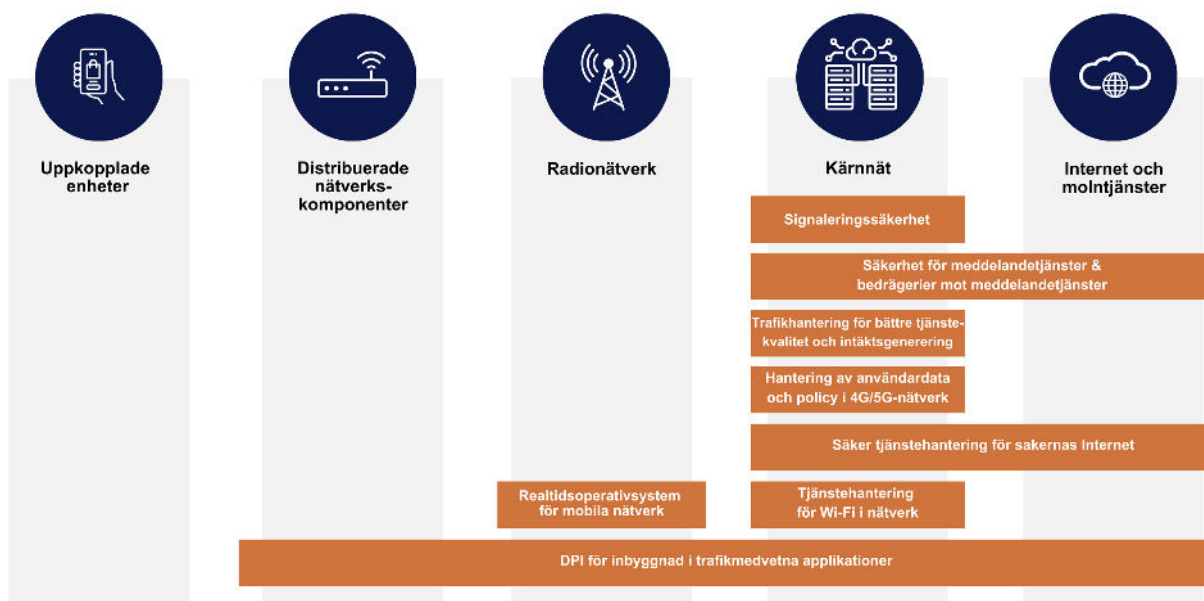 Uppkopplade
enheter
Distribuerade
nätverks-
komponenter
Radionätverk
Kärnnät
Internet och
molntjänster
Signaleringssäkerhet
Säkerhet för meddelandetjänster &
bedrägerier mot meddelandetjänster
Trafikhantering för bättre tjänste-
kvalitet och intäktsgenerering
Hantering av användardata
och policy i 4G/5G-nätverk
Säker tjänstehantering för sakernas Internet
Realtidsoperativsystem
för mobila nätverk
Tjänstehantering
för Wi-Fi i nätverk
DPI för inbyggnad i trafikmedvetna applikationer